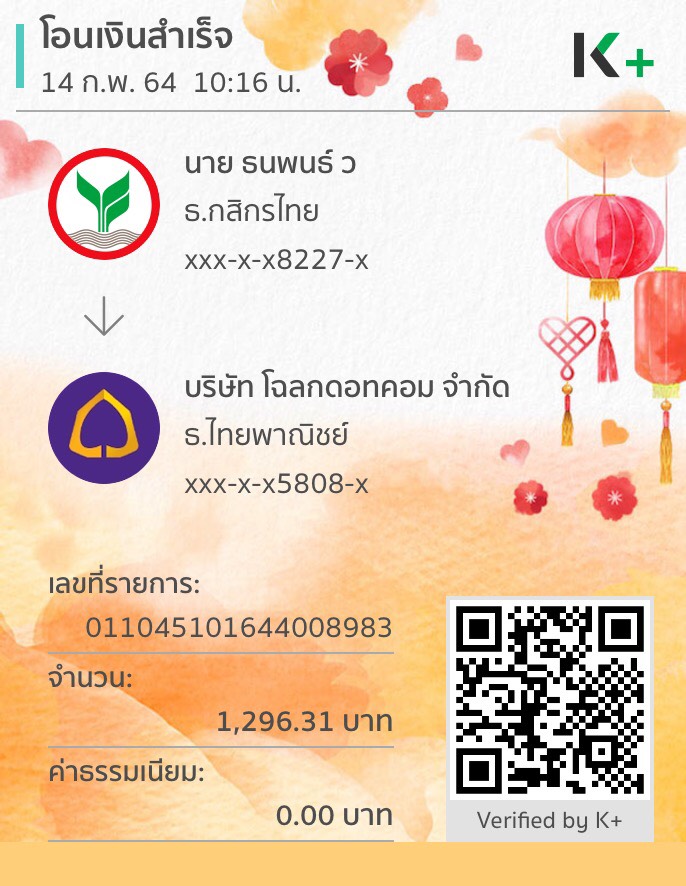 โอนเงินสำเร็จ
14 ก.พ. 64 10:16 น.
K+
นาย ธนพนธ์ ว
ธ.กสิกรไทย
xxx-x-x8227-x
บริษัท โฉลกดอทคอม จำกัด
ธ.ไทยพาณิชย์
xxx-x-x5808-x
เลขที่รายการ:
011045101644008983
จำนวน:
1,296.31 บาท
ค่าธรรมเนียม:
0.00 บาท
Verified by K+